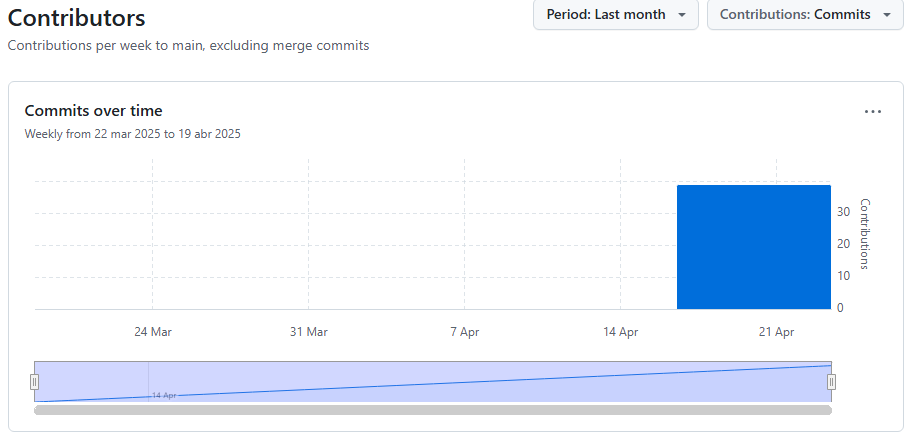 Contributors
Period: Last month
Contributions: Commits
Contributions per week to main, excluding merge commits
Commits over time
Weekly from 22 mar 2025 to 19 abr 2025
30
20
10
0
Contributions
24 Mar
31 Mar
7 Apr
14 Apr
21 Apr
14 Apr